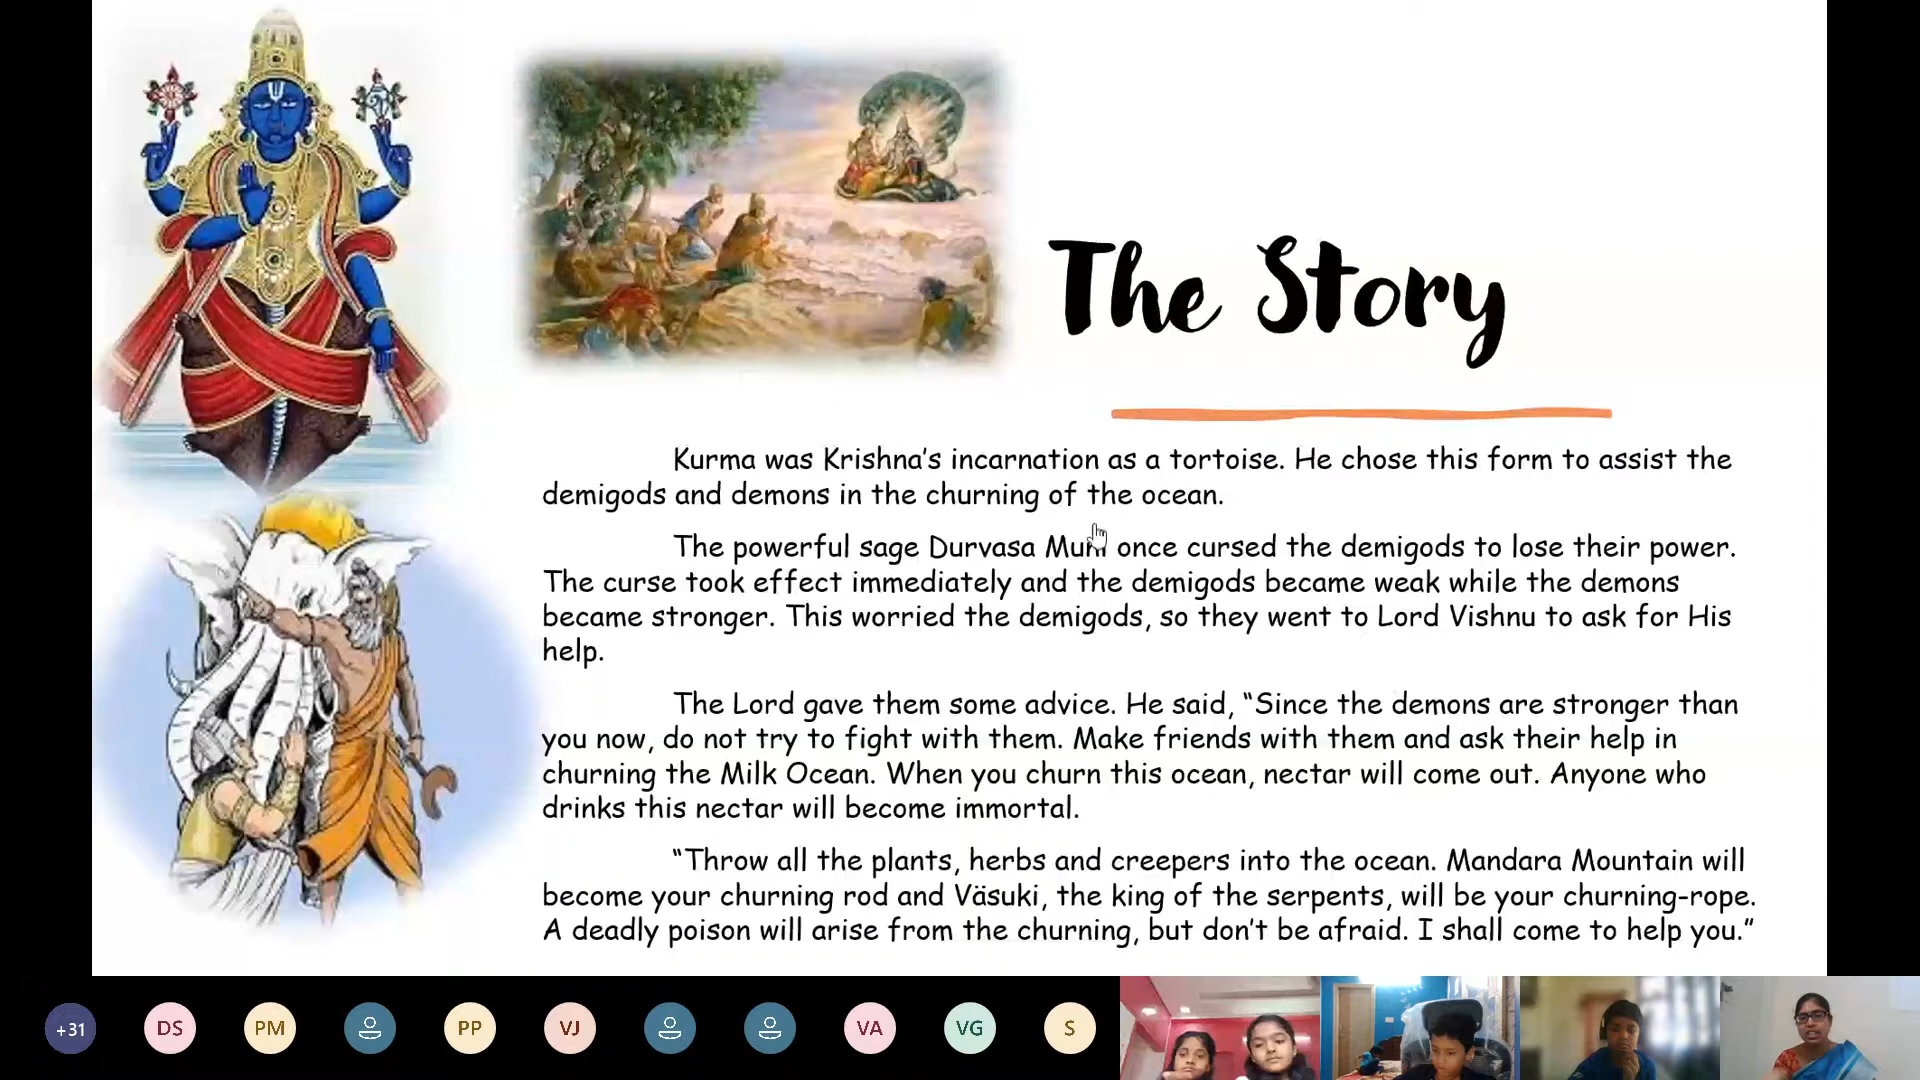 The Story
Kurma was Krishna’s incarnation as a tortoise. He chose this form to assist the
demigods and demons in the churning of the ocean.
The powerful sage Durvasa Muni once cursed the demigods to lose their power.
The curse took effect immediately and the demigods became weak while the demons
became stronger. This worried the demigods, so they went to Lord Vishnu to ask for His
help.
The Lord gave them some advice. He said, “Since the demons are stronger than
you now, do not try to fight with them. Make friends with them and ask their help in
churning the Milk Ocean. When you churn this ocean, nectar will come out. Anyone who
drinks this nectar will become immortal.
“Throw all the plants, herbs and creepers into the ocean. Mandara Mountain will
become your churning rod and Väsuki, the king of the serpents, will be your churning-rope.
A deadly poison will arise from the churning, but don’t be afraid. I shall come to help you.”
+31 DS PM PP VJ VA VG S